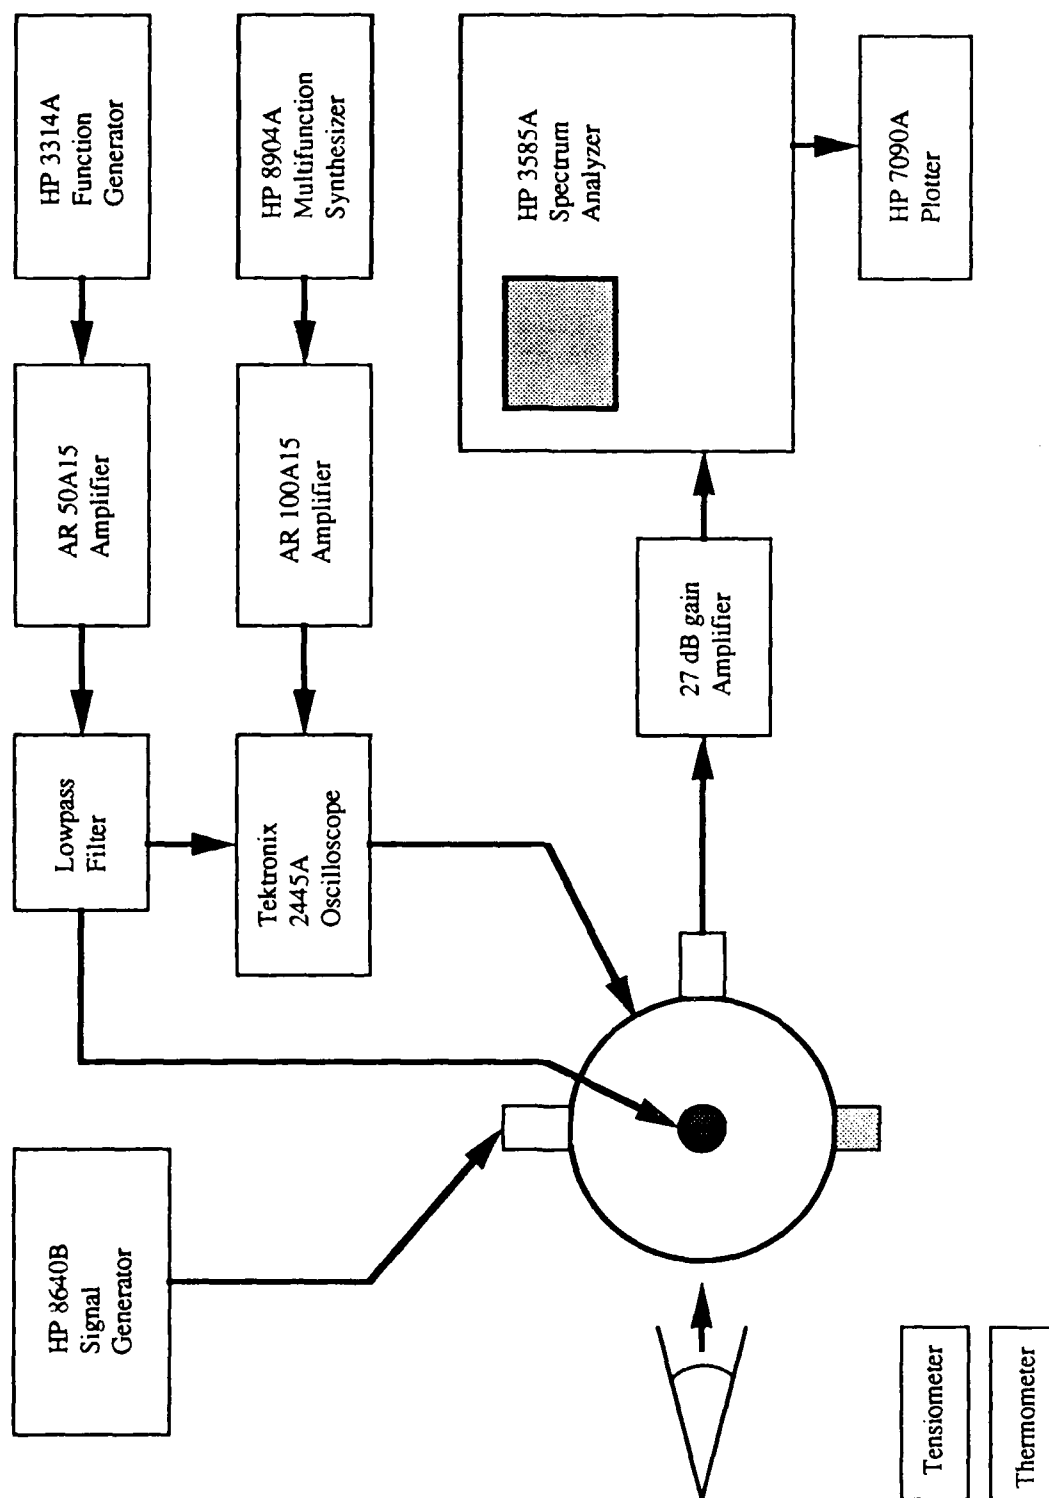 HP 3314A
Function
Generator
HP 8904A
Multifunction
Synthesizer
HP 3585A
Spectrum
Analyzer
HP 7090A
Plotter
AR 50A15
Amplifier
AR 100A15
Amplifier
27 dB gain
Amplifier
Lowpass
Filter
Tektronix
2445A
Oscilloscope
HP 8640B
Signal
Generator
Tensiometer
Thermometer